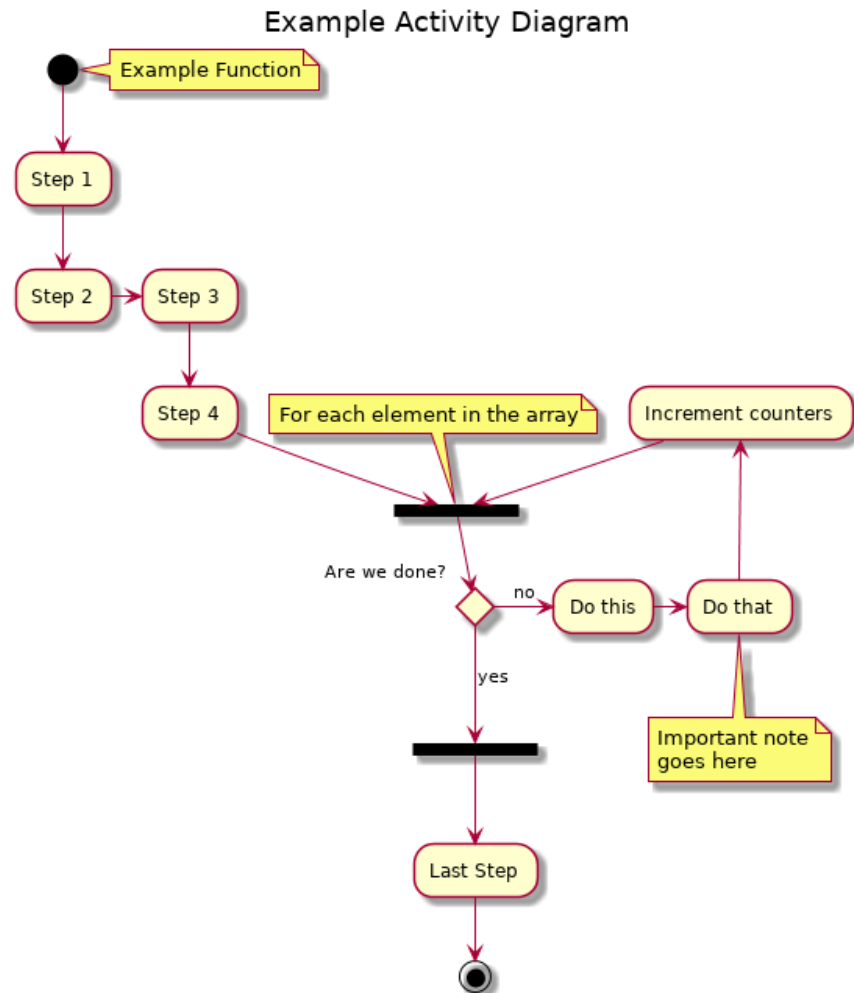 Example Activity Diagram
Example Function
Step 1
Step 2
Step 3
Step 4
For each element in the array
Increment counters
Are we done?
no
Do this
Do that
yes
Important note
goes here
Last Step